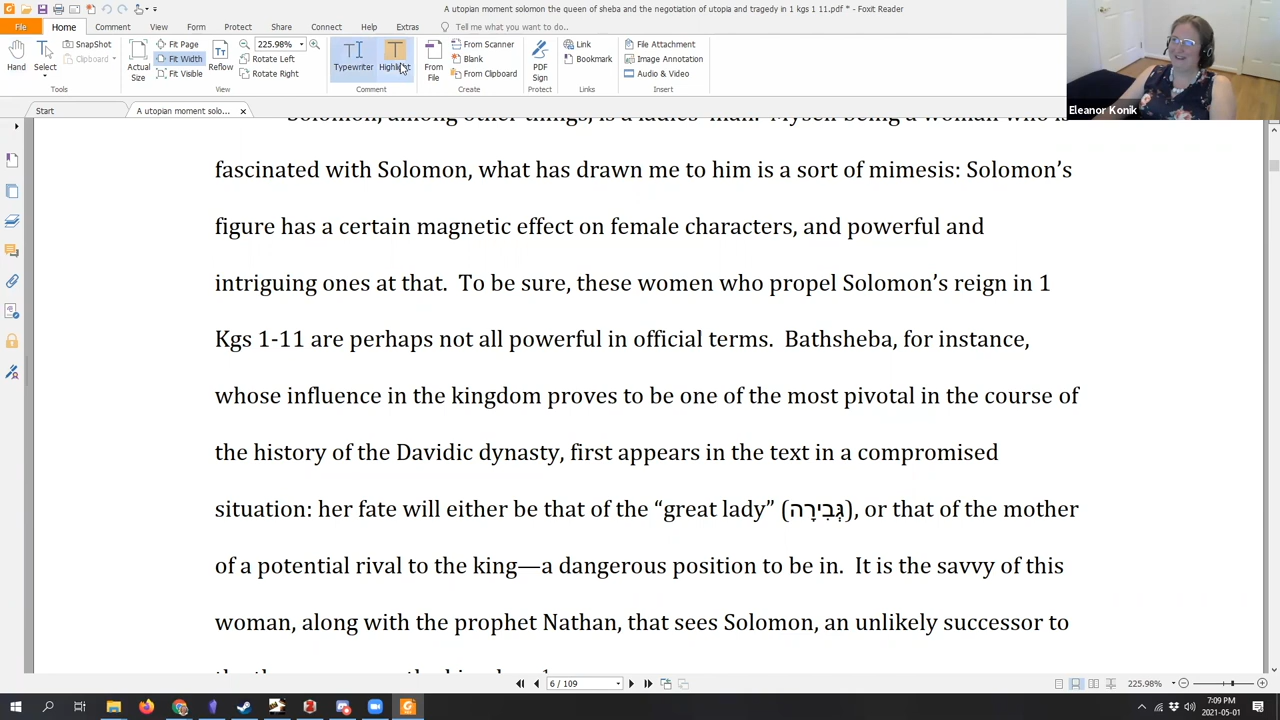 A utopian moment solomon the queen of sheba and the negotiation of utopia and tragedy in 1 kgs 1 11.pdf * - Foxit Reader
File Home Comment View Form Protect Share Connect Help Extras Tell me what you want to do..
Hand Select SnapShot Clipboard Actual Size Fit Page Fit Width Fit Visible Reflow 225.98% Rotate Left Rotate Right Typewriter Highlight From File From Scanner Blank From Clipboard PDF Sign Link Bookmark File Attachment Image Annotation Audio & Video
Tools View Comment Create Protect Links Insert
Eleanor Konik
Start A utopian moment solo...
Solomon, among other things, is a ladies' man. Myself being a woman who is
fascinated with Solomon, what has drawn me to him is a sort of mimesis: Solomon's
figure has a certain magnetic effect on female characters, and powerful and
intriguing ones at that. To be sure, these women who propel Solomon's reign in 1
Kgs 1-11 are perhaps not all powerful in official terms. Bathsheba, for instance,
whose influence in the kingdom proves to be one of the most pivotal in the course of
the history of the Davidic dynasty, first appears in the text in a compromised
situation: her fate will either be that of the “great lady” (גְּבִירָה), or that of the mother
of a potential rival to the king—a dangerous position to be in. It is the savvy of this
woman, along with the prophet Nathan, that sees Solomon, an unlikely successor to
6 / 109 225.98%
7:09 PM
2021-05-01